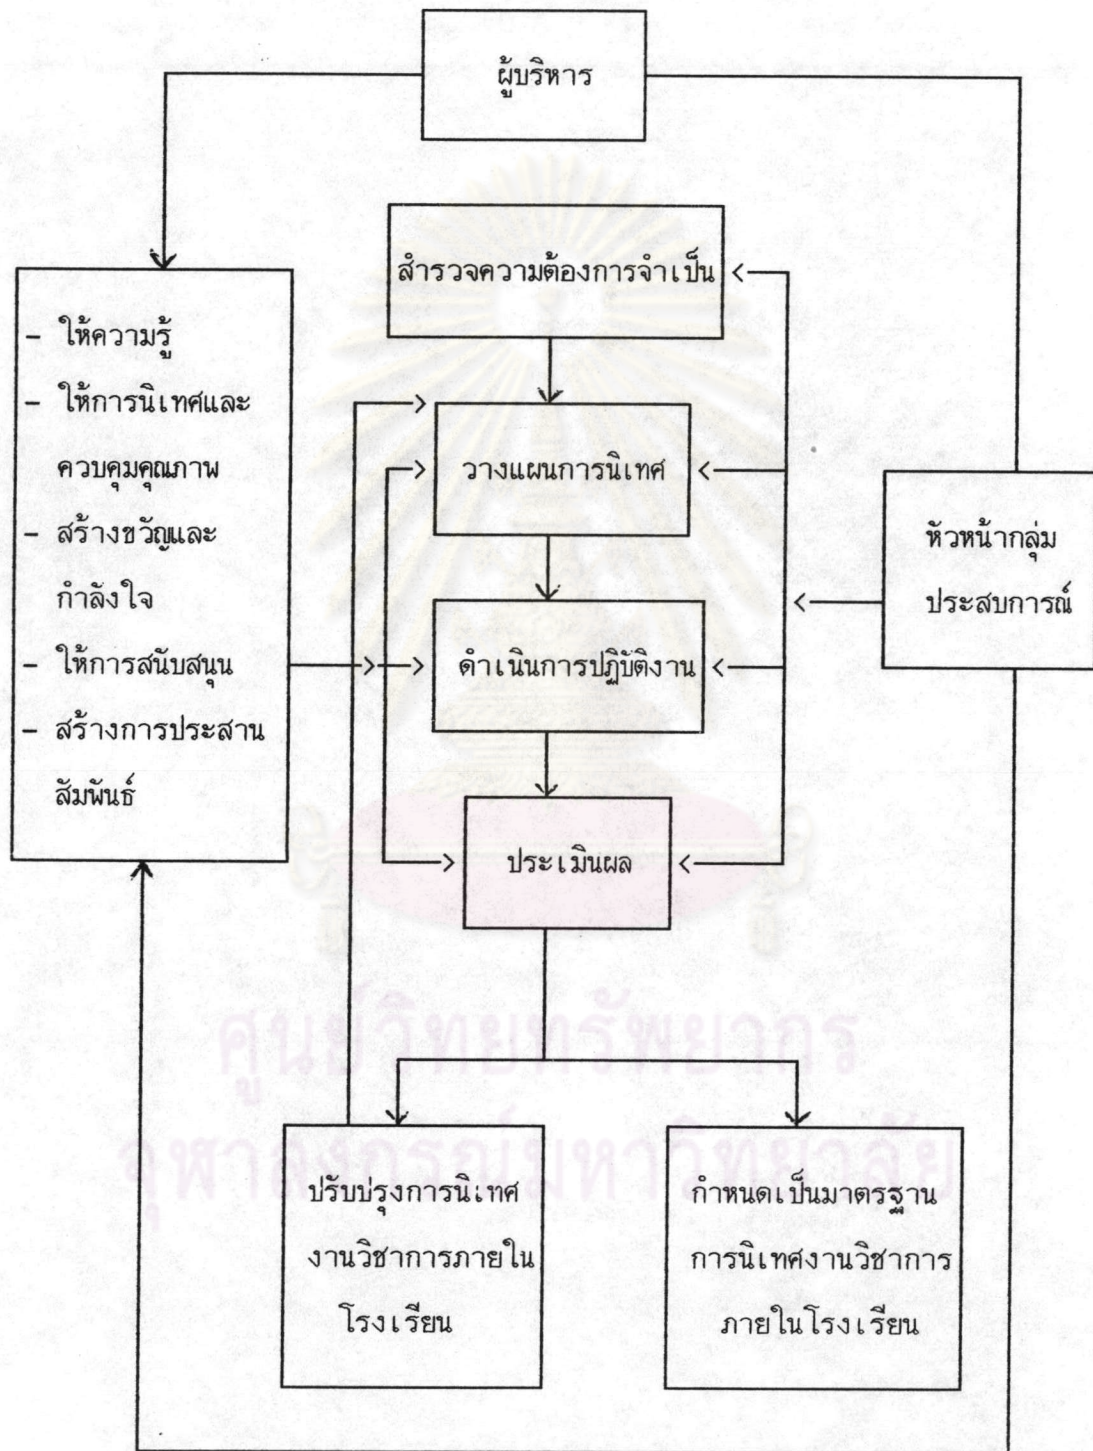 ผู้บริหาร
สำรวจความต้องการจำเป็น
- ให้ความรู้
- ให้การนิเทศและ
ควบคุมคุณภาพ
- สร้างขวัญและ
กำลังใจ
- ให้การสนับสนุน
- สร้างการประสาน
สัมพันธ์
วางแผนการนิเทศ
หัวหน้ากลุ่ม
ประสบการณ์
ดำเนินการปฏิบัติงาน
ประเมินผล
ศูนย์วิทยทรัพยากร
จุฬาลงกรณ์มหาวิทยาลัย
ปรับปรุงการนิเทศ
งานวิชาการภายใน
โรงเรียน
กำหนดเป็นมาตรฐาน
การนิเทศงานวิชาการ
ภายในโรงเรียน